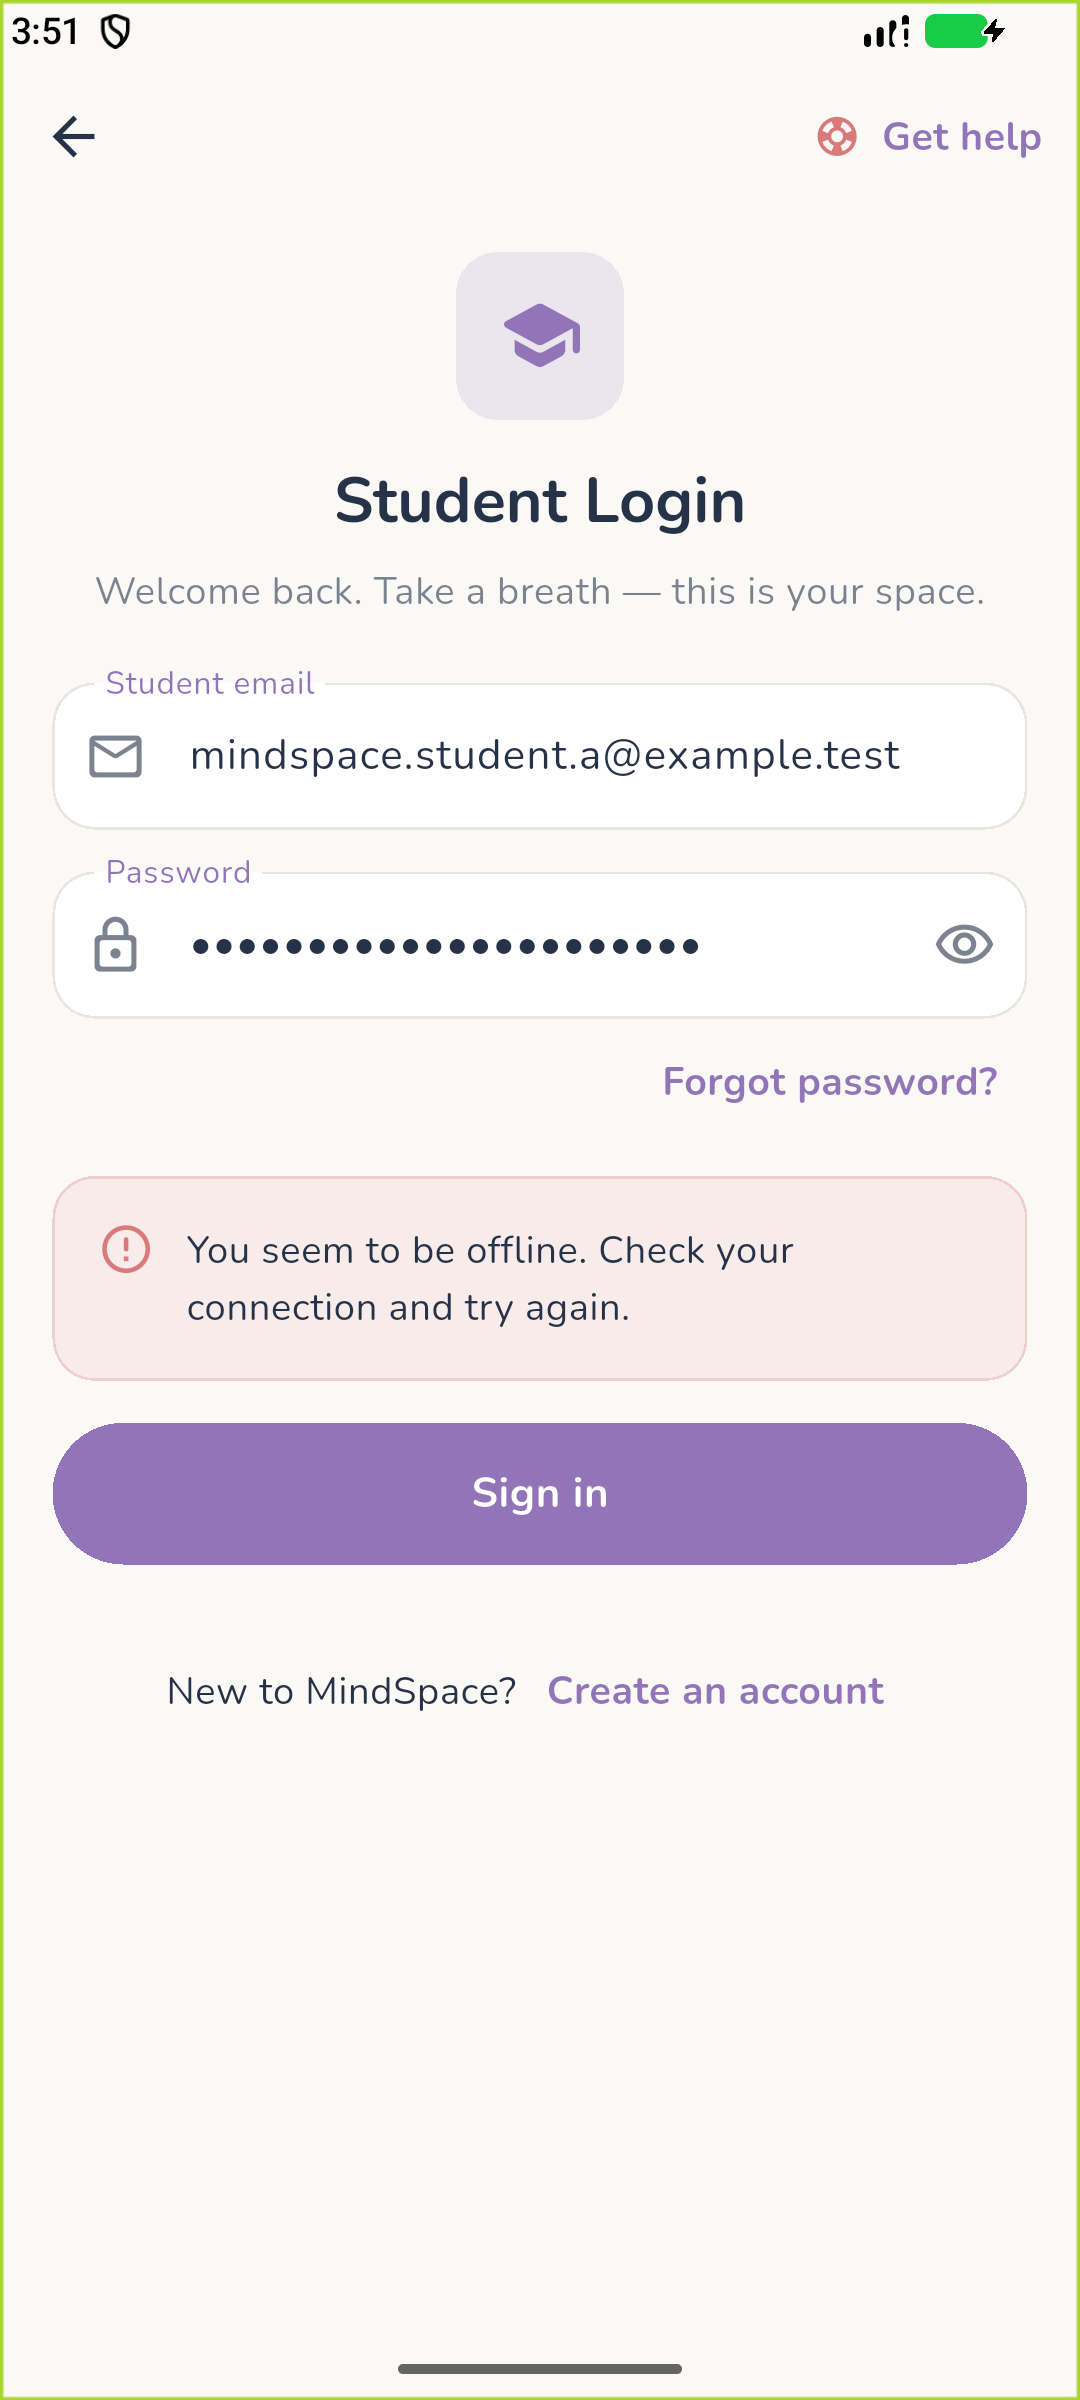 3:51
Get help
Student Login
Welcome back. Take a breath — this is your space.
Student email
mindspace.student.a@example.test
Password
••••••••••••••••••••••
Forgot password?
You seem to be offline. Check your
connection and try again.
Sign in
New to MindSpace? Create an account